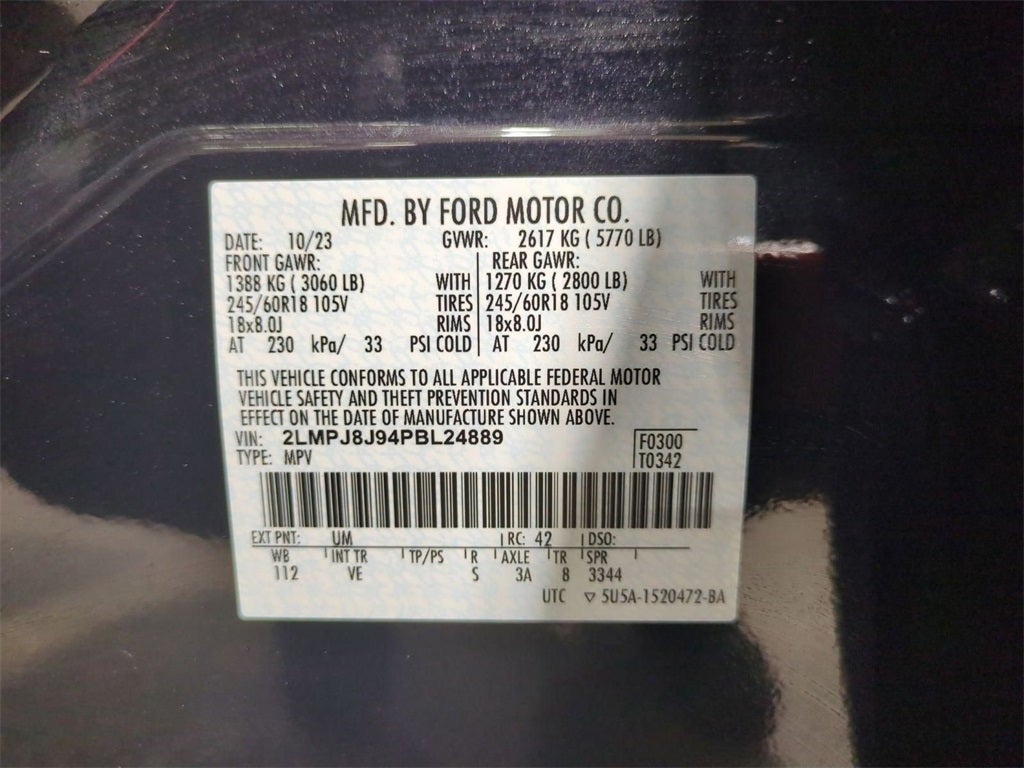 MFD. BY FORD MOTOR CO.
DATE: 10/23 GVWR: 2617 KG ( 5770 LB)
FRONT GAWR: REAR GAWR:
1388 KG ( 3060 LB) WITH 1270 KG ( 2800 LB) WITH
245/60R18 105V TIRES 245/60R18 105V TIRES
18x8.0J RIMS 18x8.0J RIMS
AT 230 kPa/ 33 PSI COLD AT 230 kPa/ 33 PSI COLD
THIS VEHICLE CONFORMS TO ALL APPLICABLE FEDERAL MOTOR
VEHICLE SAFETY AND THEFT PREVENTION STANDARDS IN
EFFECT ON THE DATE OF MANUFACTURE SHOWN ABOVE.
VIN: 2LMPJ8J94PBL24889 F0300
TYPE: MPV T0342
EXT PNT: UM RC: 42 DSO:
WB INT TR TP/PS R AXLE TR SPR
112 VE S 3A 8 3344
UTC ▽ 5U5A-1520472-BA